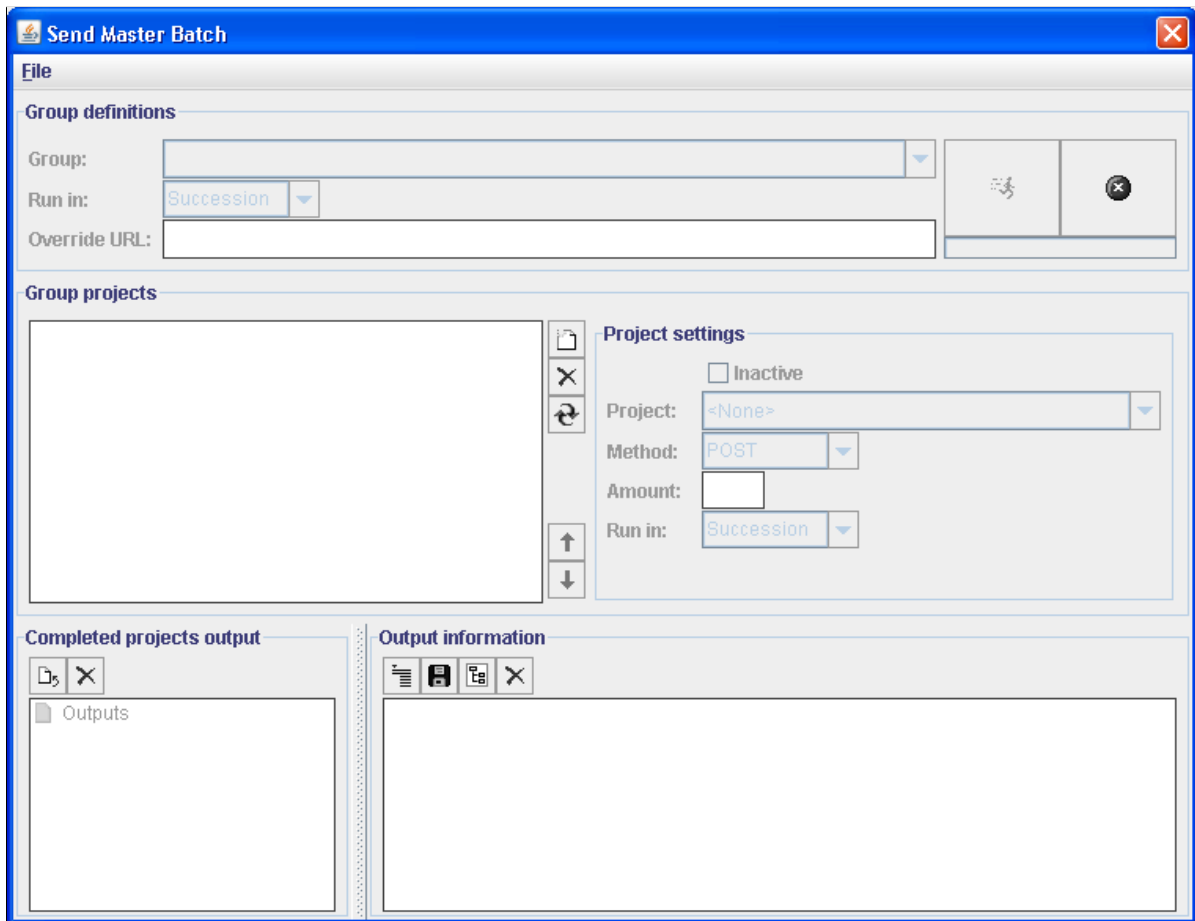 Send Master Batch
File
Group definitions
Group:
Run in: Succession
Override URL:
Group projects
Project settings
Inactive
Project: <None>
Method: POST
Amount:
Run in: Succession
Completed projects output
Output information
Outputs